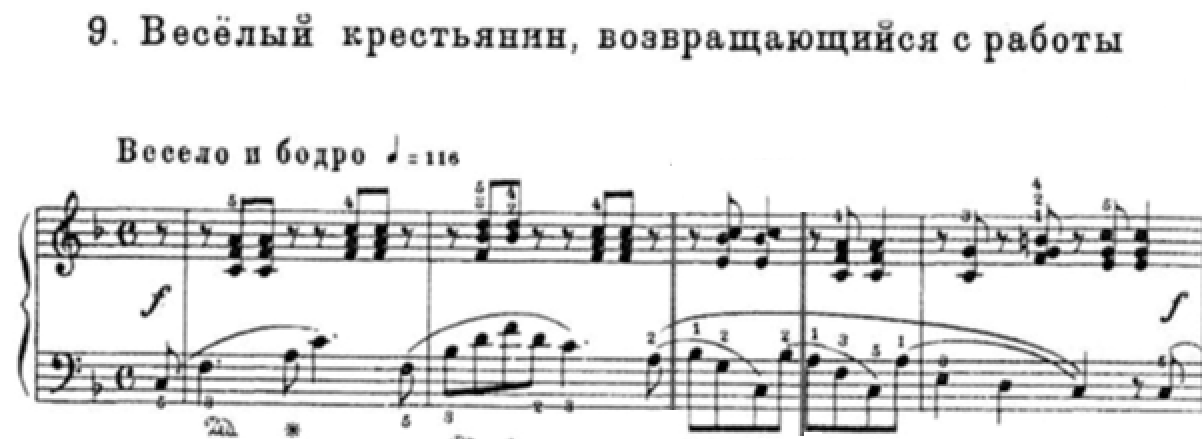 9. Весёлый крестьянин, возвращающийся с работы
Весело и бодро ♩ = 116